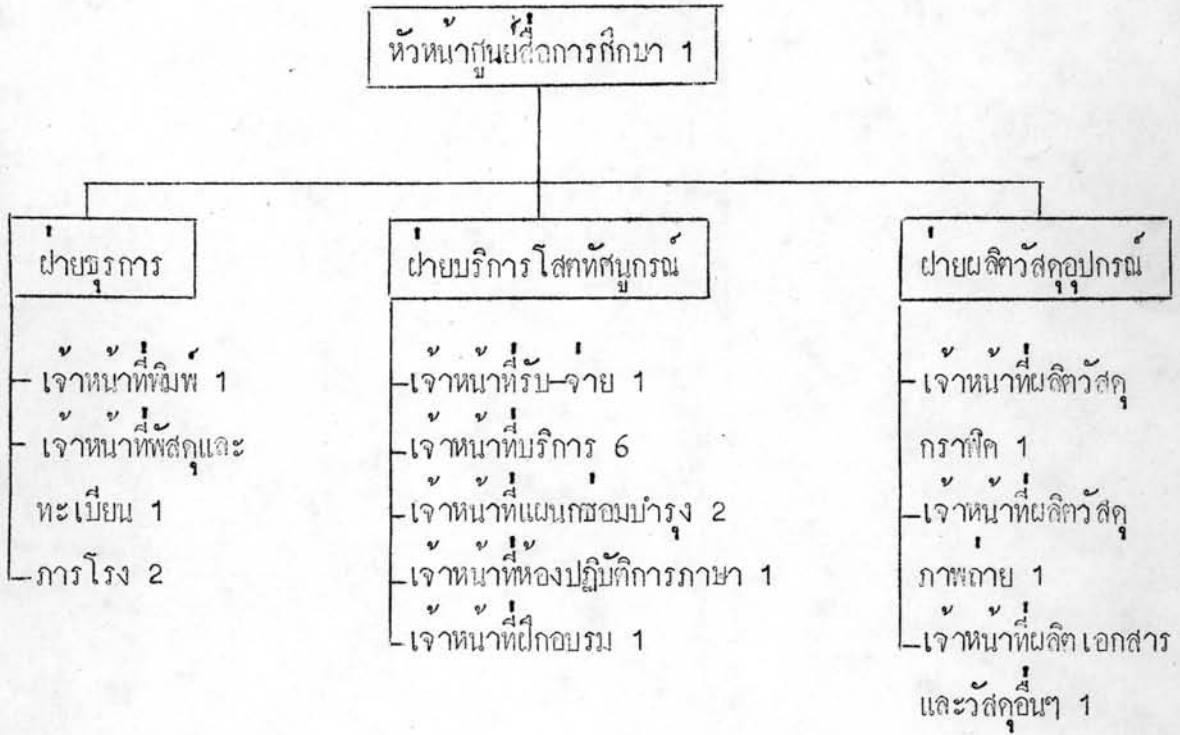 หัวหน้าศูนย์สื่อการศึกษา 1
ฝ่ายธุรการ
เจ้าหน้าที่พิมพ์ 1
เจ้าหน้าที่พัสดุและ
ทะเบียน 1
ภารโรง 2
ฝ่ายบริการโสตทัศนูกรณ์
เจ้าหน้าที่รับ-จ่าย 1
เจ้าหน้าที่บริการ 6
เจ้าหน้าที่แผนกซ่อมบำรุง 2
เจ้าหน้าที่ห้องปฏิบัติการภาษา 1
เจ้าหน้าที่ฝึกอบรม 1
ฝ่ายผลิตวัสดุอุปกรณ์
เจ้าหน้าที่ผลิตวัสดุ
กราฟิค 1
เจ้าหน้าที่ผลิตวัสดุ
ภาพถ่าย 1
เจ้าหน้าที่ผลิตเอกสาร
และวัสดุอื่นๆ 1